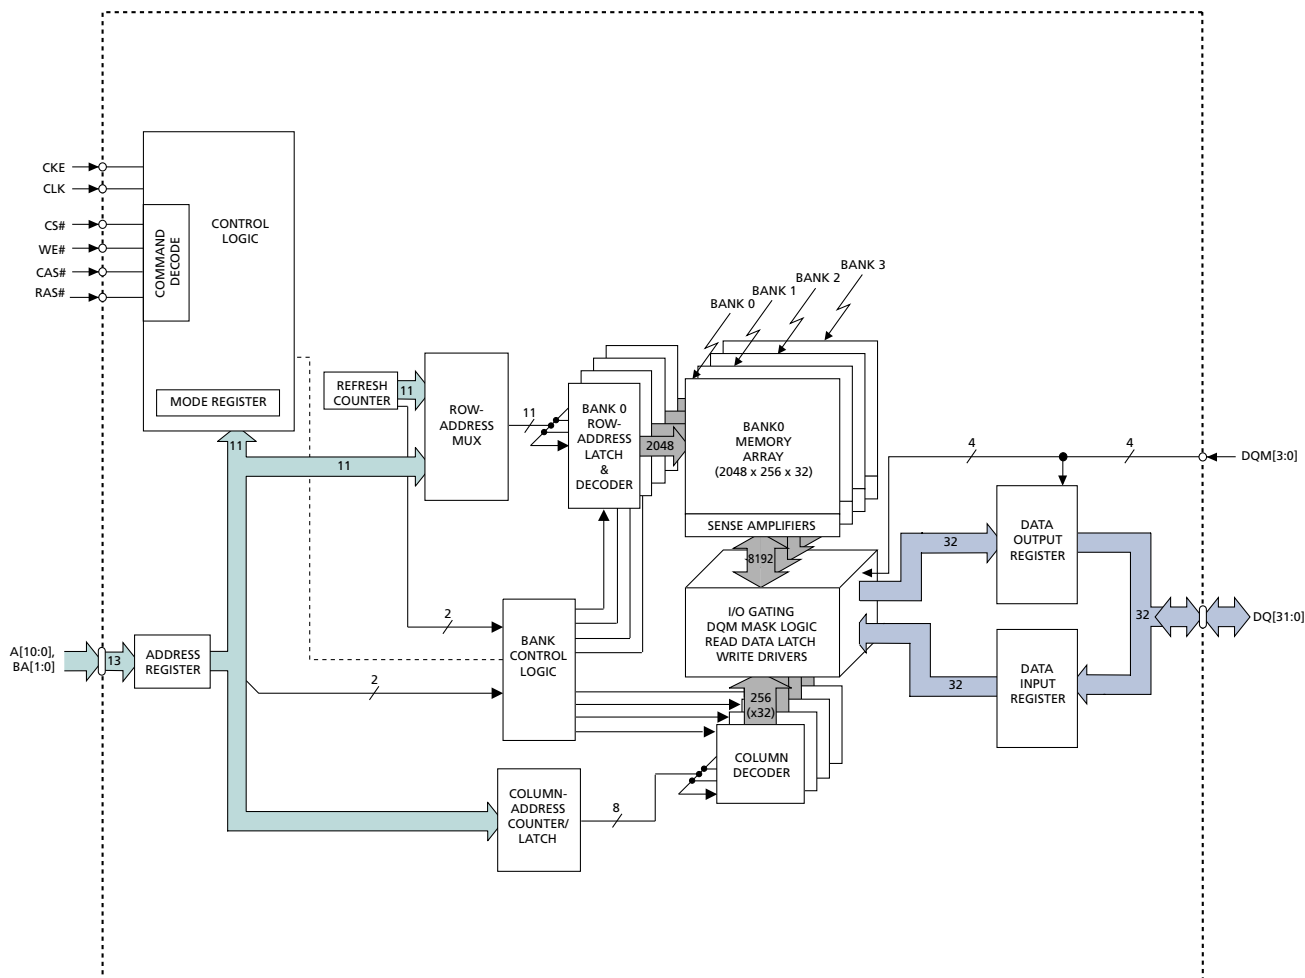 CKE
CLK
CS#
WE#
CAS#
RAS#
COMMAND
DECODE
CONTROL
LOGIC
MODE REGISTER
11
REFRESH
COUNTER
11
11
ROW-
ADDRESS
MUX
11
BANK 0
ROW-
ADDRESS
LATCH
&
DECODER
2048
BANK 0
BANK 1
BANK 2
BANK 3
BANK0
MEMORY
ARRAY
(2048 x 256 x 32)
SENSE AMPLIFIERS
8192
I/O GATING
DQM MASK LOGIC
READ DATA LATCH
WRITE DRIVERS
256
(x32)
COLUMN
DECODER
4
4
DQM[3:0]
32
DATA
OUTPUT
REGISTER
32
DQ[31:0]
32
DATA
INPUT
REGISTER
A[10:0],
BA[1:0]
13
ADDRESS
REGISTER
2
2
BANK
CONTROL
LOGIC
COLUMN-
ADDRESS
COUNTER/
LATCH
8